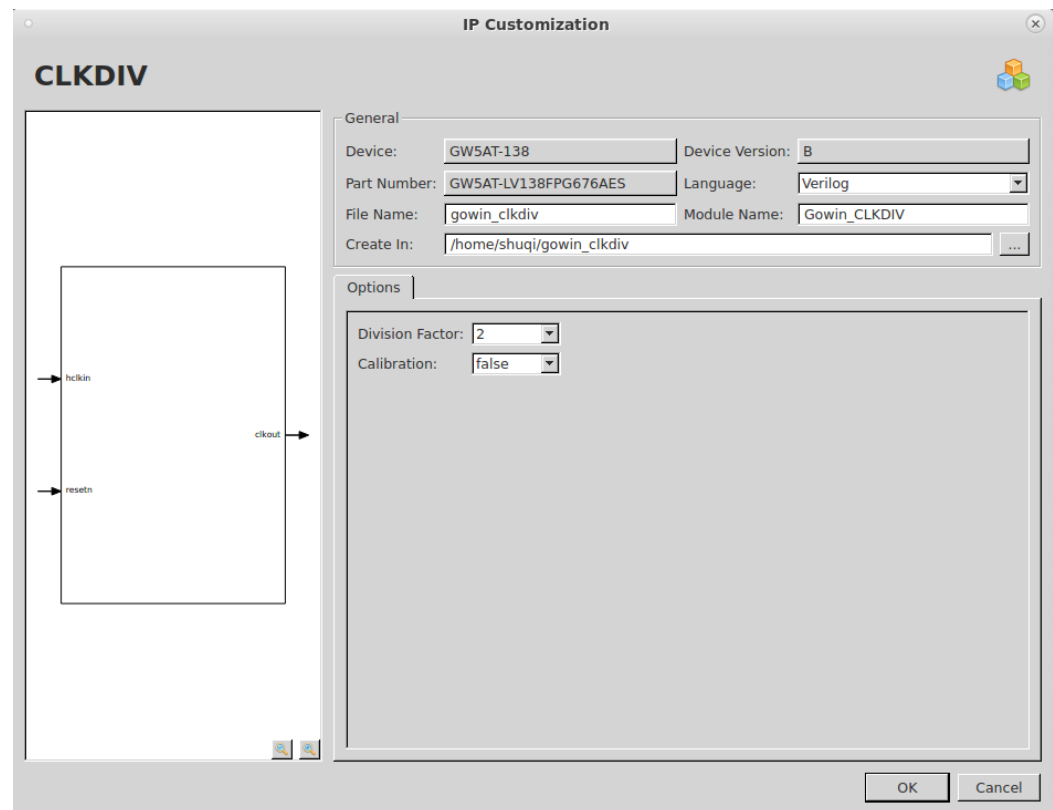 IP Customization
CLKDIV
General
Device: GW5AT-138 Device Version: B
Part Number: GW5AT-LV138FPG676AES Language: Verilog
File Name: gowin_clkdiv Module Name: Gowin_CLKDIV
Create In: /home/shuqi/gowin_clkdiv ...
Options
Division Factor: 2
Calibration: false
hclkin
clkout
resetn
OK Cancel